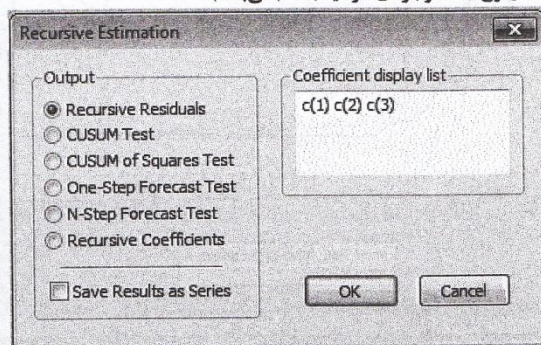 Recursive Estimation
Output
Recursive Residuals
CUSUM Test
CUSUM of Squares Test
One-Step Forecast Test
N-Step Forecast Test
Recursive Coefficients
Save Results as Series
Coefficient display list
c(1) c(2) c(3)
OK
Cancel